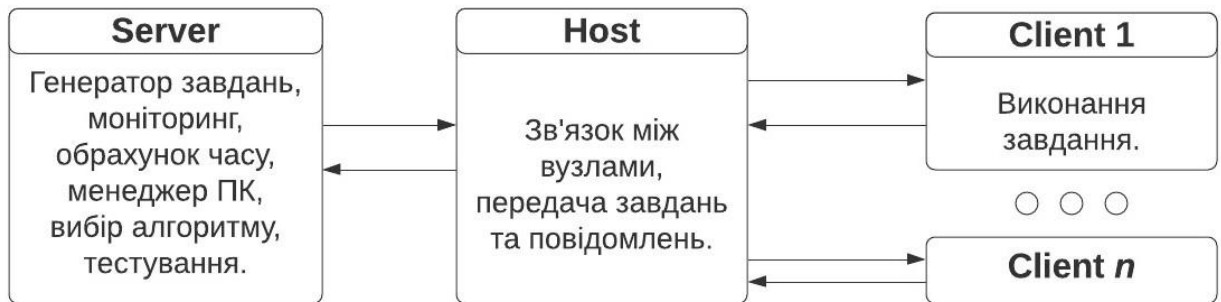 Server
Генератор завдань,
моніторинг,
обрахунок часу,
менеджер ПК,
вибір алгоритму,
тестування.
Host
Зв'язок між
вузлами,
передача завдань
та повідомлень.
Client 1
Виконання
завдання.
Client n